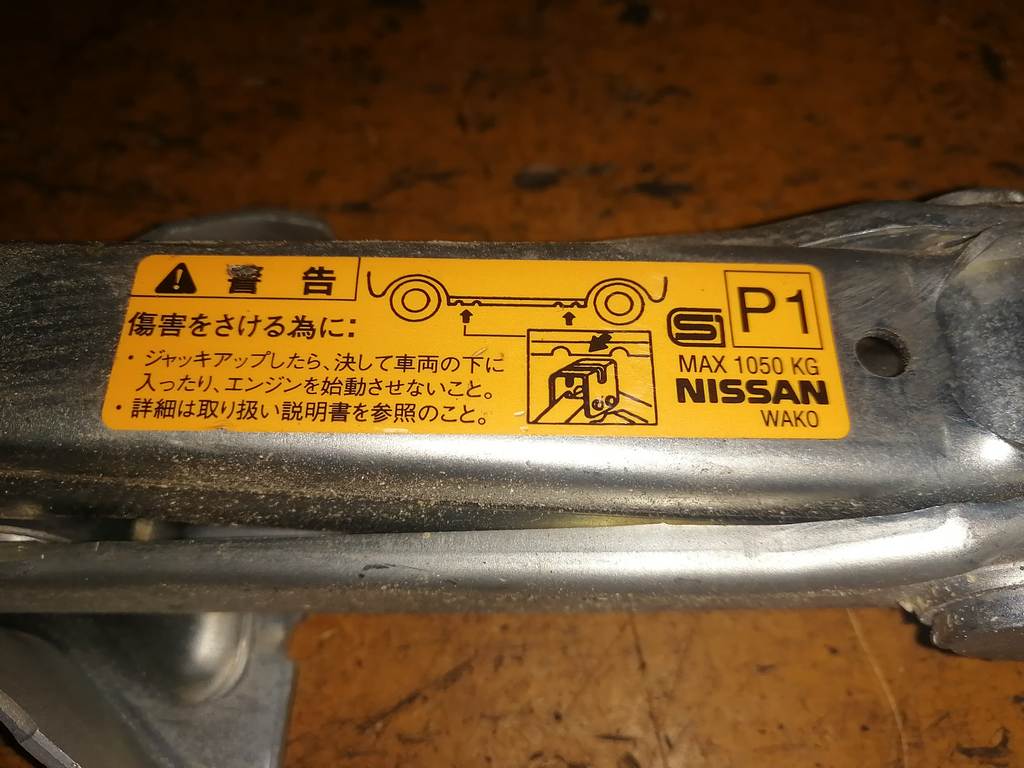 警告
傷害をさける為に:
・ジャッキアップしたら、決して車両の下に
入ったり、エンジンを始動させないこと。
・詳細は取り扱い説明書を参照のこと。
P1
MAX 1050 KG
NISSAN
WAKO